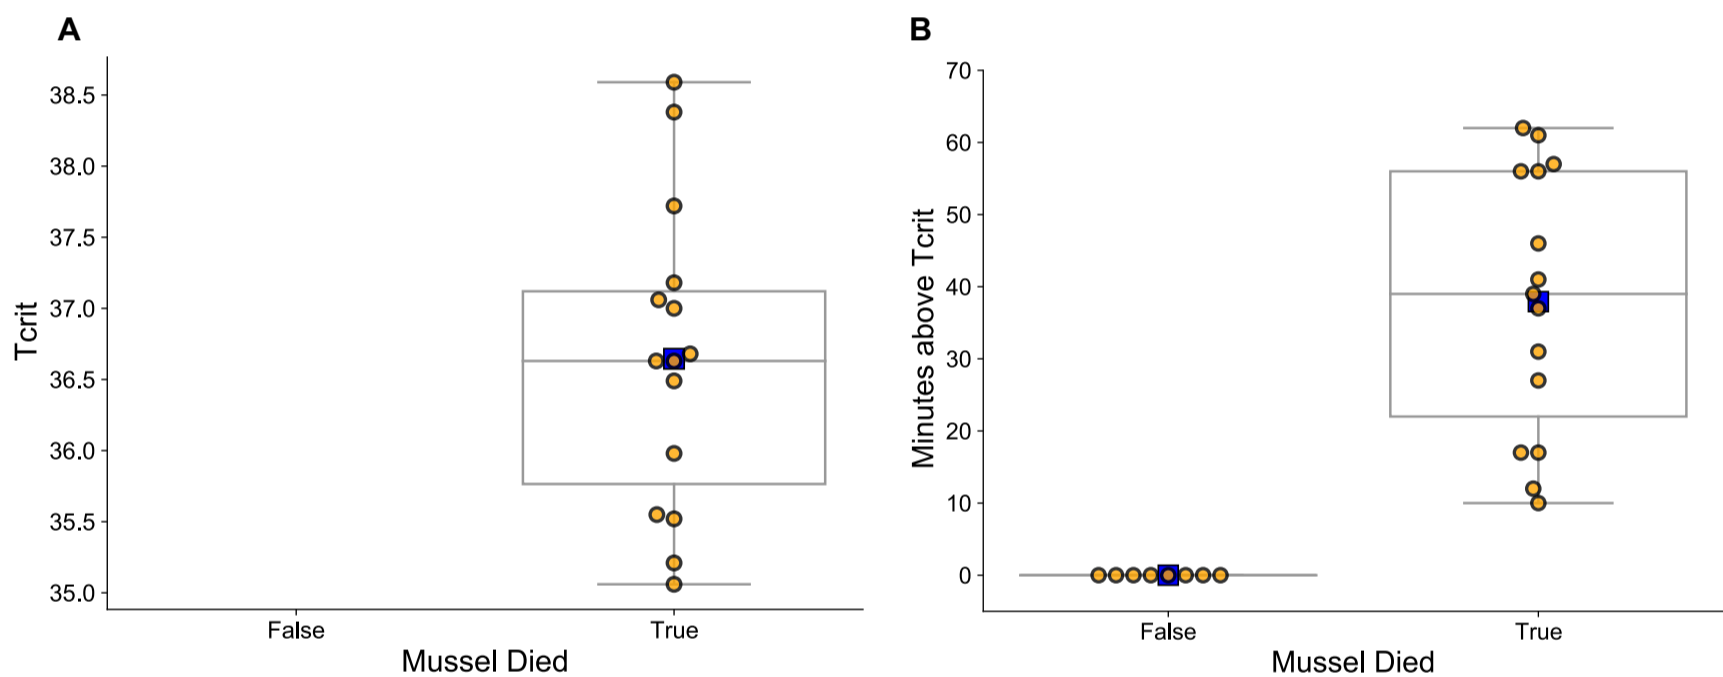 A
38.5
38.0
37.5
37.0
36.5
36.0
35.5
35.0
Tcrit
False True
Mussel Died
B
70
60
50
40
30
20
10
0
Minutes above Tcrit
False True
Mussel Died